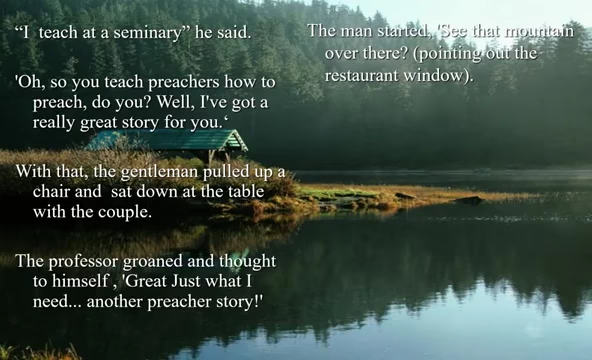 “I  teach at a seminary” he said.
'Oh, so you teach preachers how to
preach, do you? Well, I've got a
really great story for you.‘
With that, the gentleman pulled up a
chair and  sat down at the table
with the couple.
The professor groaned and thought
to himself , 'Great Just what I
need... another preacher story!'
The man started, 'See that mountain
over there? (pointing out the
restaurant window).